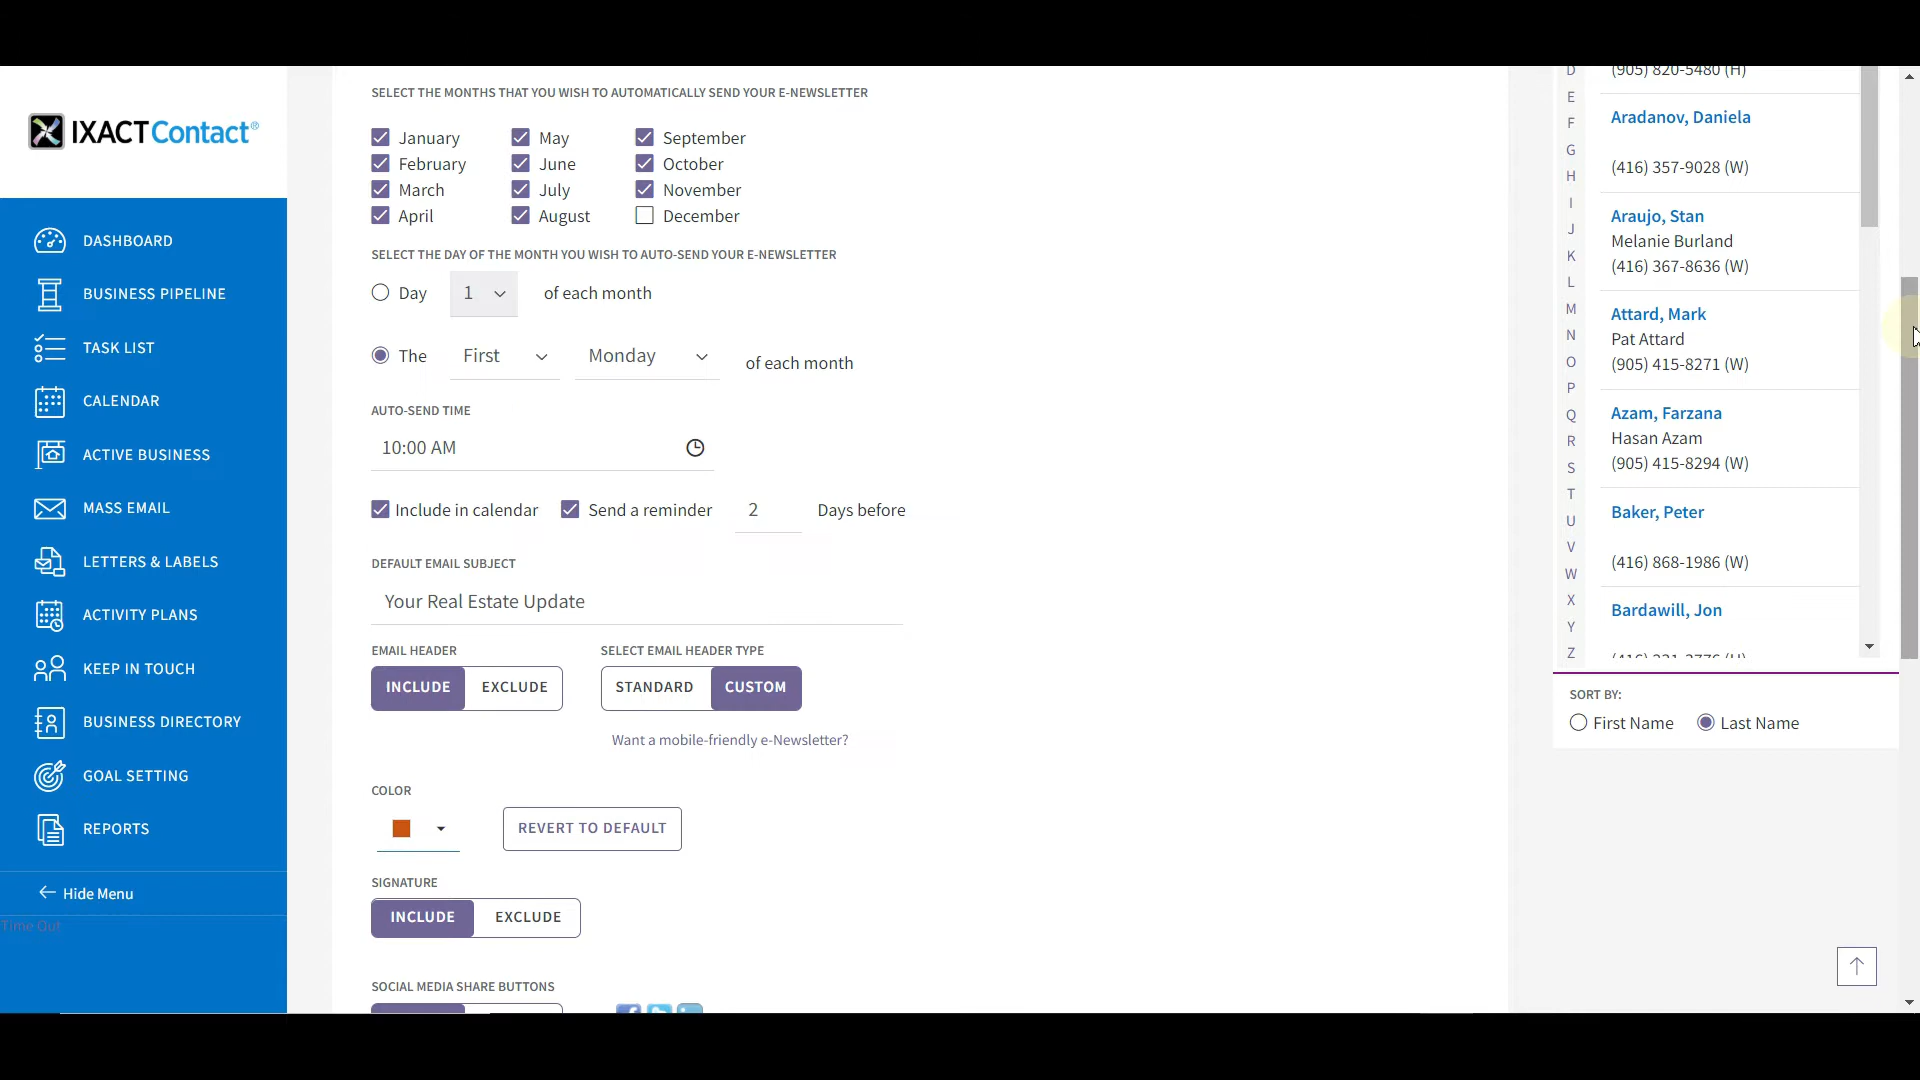 IXACTContact®
DASHBOARD
BUSINESS PIPELINE
TASK LIST
CALENDAR
ACTIVE BUSINESS
MASS EMAIL
LETTERS & LABELS
ACTIVITY PLANS
KEEP IN TOUCH
BUSINESS DIRECTORY
GOAL SETTING
REPORTS
Hide Menu
Time Out
SELECT THE MONTHS THAT YOU WISH TO AUTOMATICALLY SEND YOUR E-NEWSLETTER
January May September
February June October
March July November
April August December
SELECT THE DAY OF THE MONTH YOU WISH TO AUTO-SEND YOUR E-NEWSLETTER
Day 1 of each month
The First Monday of each month
AUTO-SEND TIME
10:00 AM
Include in calendar Send a reminder 2 Days before
DEFAULT EMAIL SUBJECT
Your Real Estate Update
EMAIL HEADER SELECT EMAIL HEADER TYPE
INCLUDE EXCLUDE STANDARD CUSTOM
Want a mobile-friendly e-Newsletter?
COLOR
REVERT TO DEFAULT
SIGNATURE
INCLUDE EXCLUDE
SOCIAL MEDIA SHARE BUTTONS
D
E
F
G
H
I
J
K
L
M
N
O
P
Q
R
S
T
U
V
W
X
Y
Z
(905) 820-5480 (H)
Aradanov, Daniela
(416) 357-9028 (W)
Araujo, Stan
Melanie Burland
(416) 367-8636 (W)
Attard, Mark
Pat Attard
(905) 415-8271 (W)
Azam, Farzana
Hasan Azam
(905) 415-8294 (W)
Baker, Peter
(416) 868-1986 (W)
Bardawill, Jon
SORT BY:
First Name Last Name